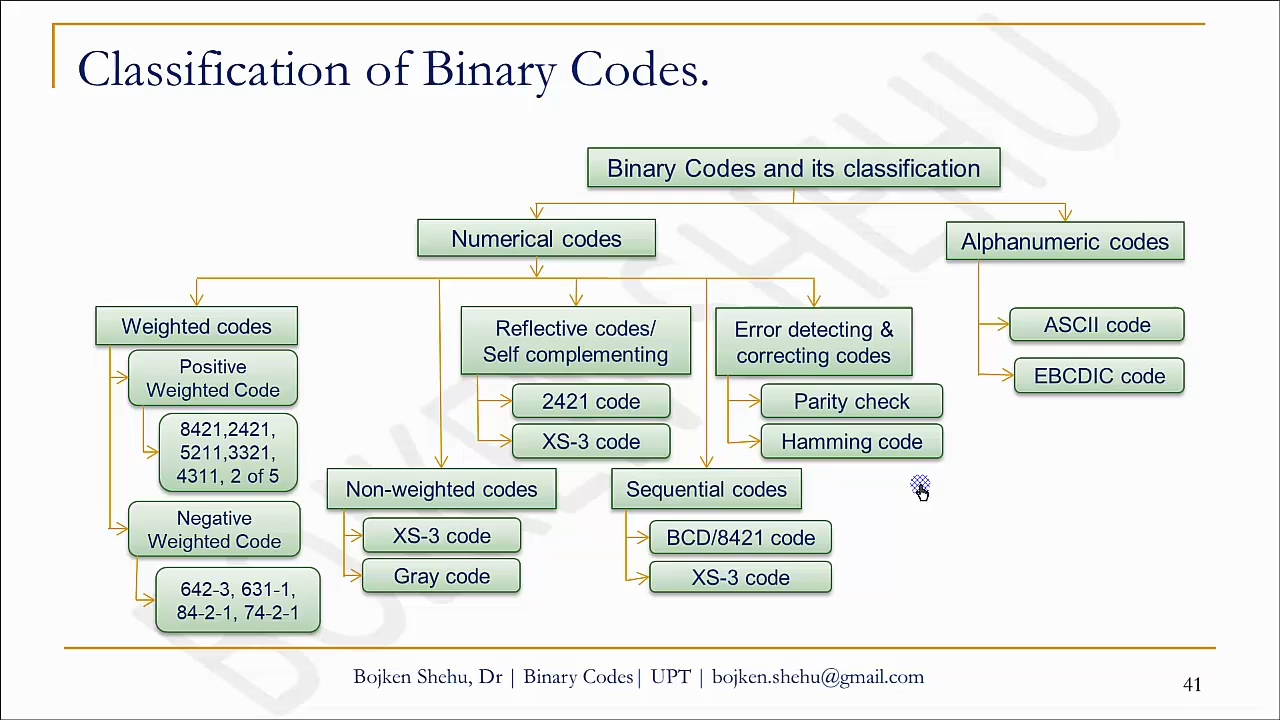 Classification of Binary Codes.
Binary Codes and its classification
Numerical codes
Alphanumeric codes
Weighted codes
Positive
Weighted Code
8421,2421,
5211,3321,
4311, 2 of 5
Negative
Weighted Code
642-3, 631-1,
84-2-1, 74-2-1
Non-weighted codes
XS-3 code
Gray code
Reflective codes/
Self complementing
2421 code
XS-3 code
Sequential codes
BCD/8421 code
XS-3 code
Error detecting &
correcting codes
Parity check
Hamming code
ASCII code
EBCDIC code
BOJKEN SHEHU
Bojken Shehu, Dr | Binary Codes| UPT | bojken.shehu@gmail.com
41